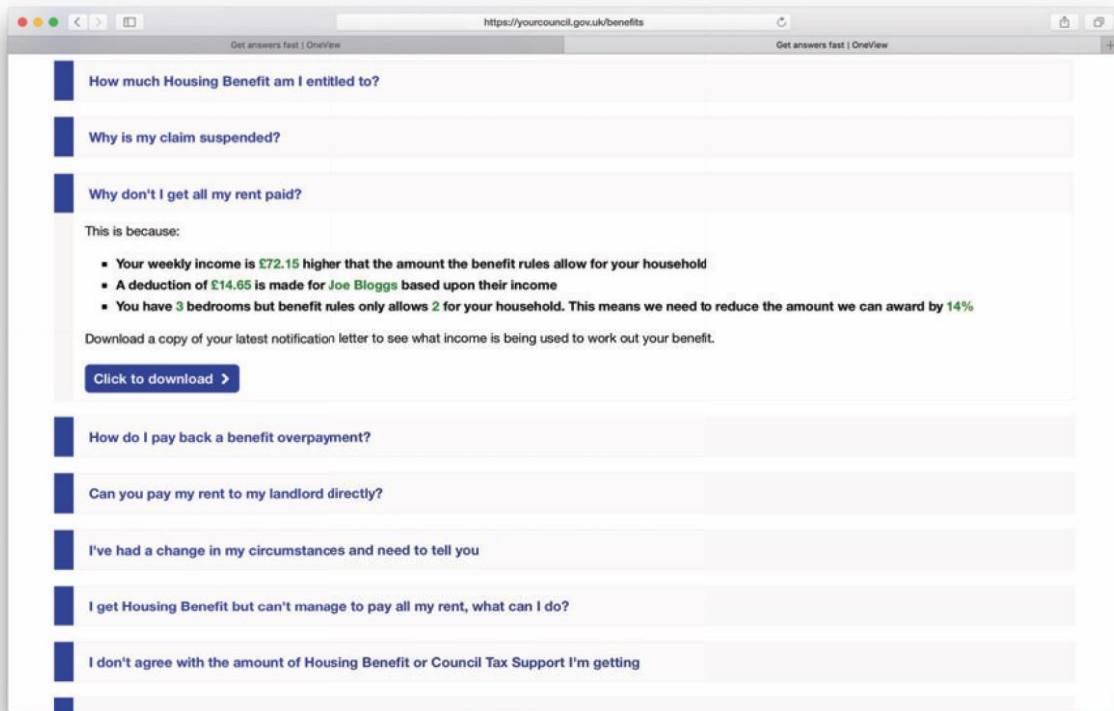 https://yourcouncil.gov.uk/benefits
Get answers fast | OneView
Get answers fast | OneView
How much Housing Benefit am I entitled to?
Why is my claim suspended?
Why don't I get all my rent paid?
This is because:
Your weekly income is £72.15 higher that the amount the benefit rules allow for your household
A deduction of £14.65 is made for Joe Bloggs based upon their income
You have 3 bedrooms but benefit rules only allows 2 for your household. This means we need to reduce the amount we can award by 14%
Download a copy of your latest notification letter to see what income is being used to work out your benefit.
Click to download
How do I pay back a benefit overpayment?
Can you pay my rent to my landlord directly?
I've had a change in my circumstances and need to tell you
I get Housing Benefit but can't manage to pay all my rent, what can I do?
I don't agree with the amount of Housing Benefit or Council Tax Support I'm getting